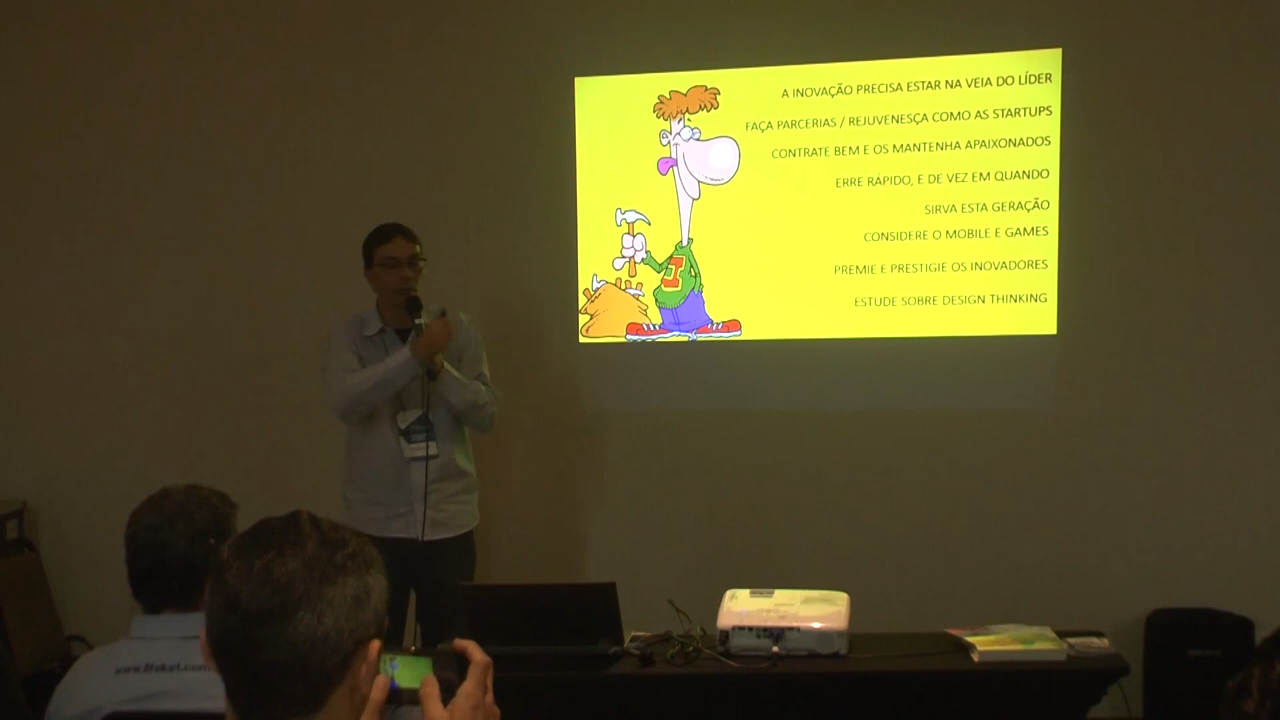 A INOVAÇÃO PRECISA ESTAR NA VEIA DO LÍDER
FAÇA PARCERIAS / REJUVENESÇA COMO AS STARTUPS
CONTRATE BEM E OS MANTENHA APAIXONADOS
ERRE RÁPIDO, E DE VEZ EM QUANDO
SIRVA ESTA GERAÇÃO
CONSIDERE O MOBILE E GAMES
PREMIE E PRESTIGIE OS INOVADORES
ESTUDE SOBRE DESIGN THINKING